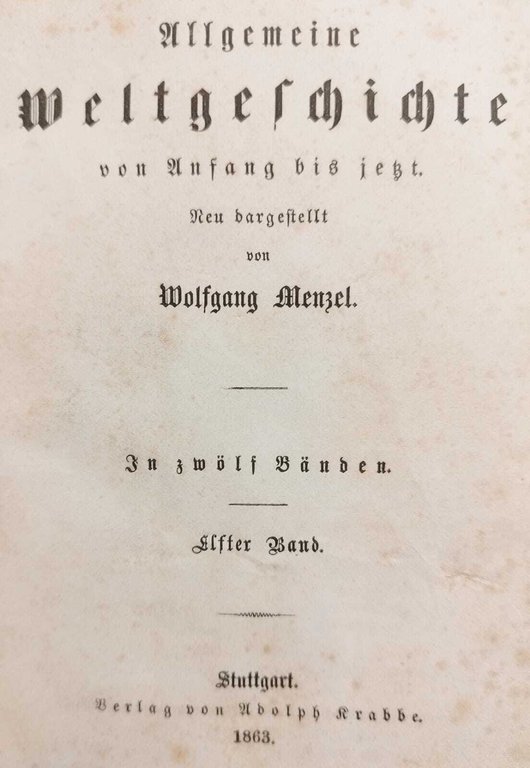 Allgemeine
Weltgeſchichte
von Anfang bis jetzt.
Neu dargeſtellt
von
Wolfgang Menzel.
In zwölf Bänden.
Elfter Band.
Stuttgart.
Verlag von Adolph Krabbe.
1863.